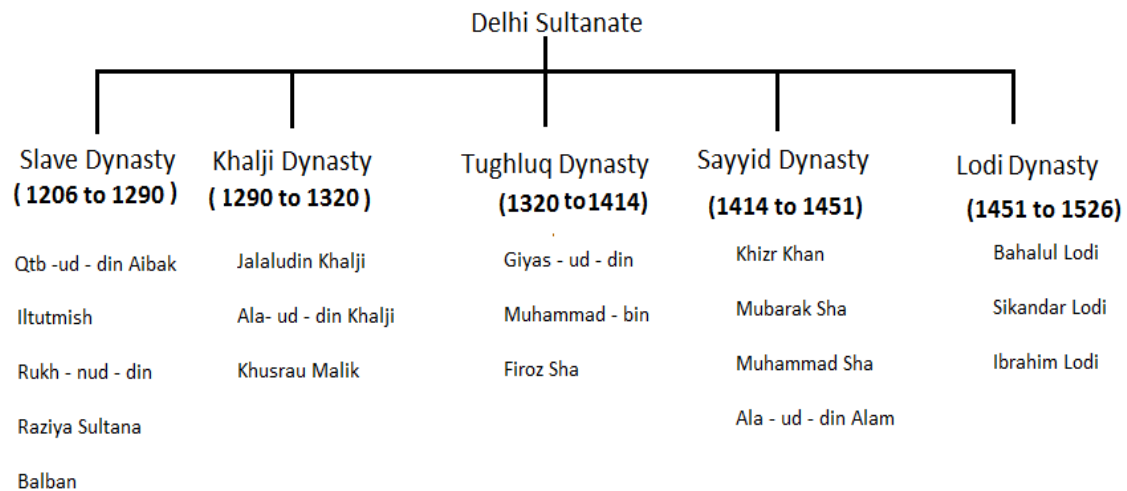 Delhi Sultanate
Slave Dynasty
( 1206 to 1290 )
Qtb -ud - din Aibak
Iltutmish
Rukh - nud - din
Raziya Sultana
Balban
Khalji Dynasty
( 1290 to 1320 )
Jalaludin Khalji
Ala- ud - din Khalji
Khusrau Malik
Tughluq Dynasty
(1320 to 1414)
Giyas - ud - din
Muhammad - bin
Firoz Sha
Sayyid Dynasty
(1414 to 1451)
Khizr Khan
Mubarak Sha
Muhammad Sha
Ala - ud - din Alam
Lodi Dynasty
(1451 to 1526)
Bahalul Lodi
Sikandar Lodi
Ibrahim Lodi